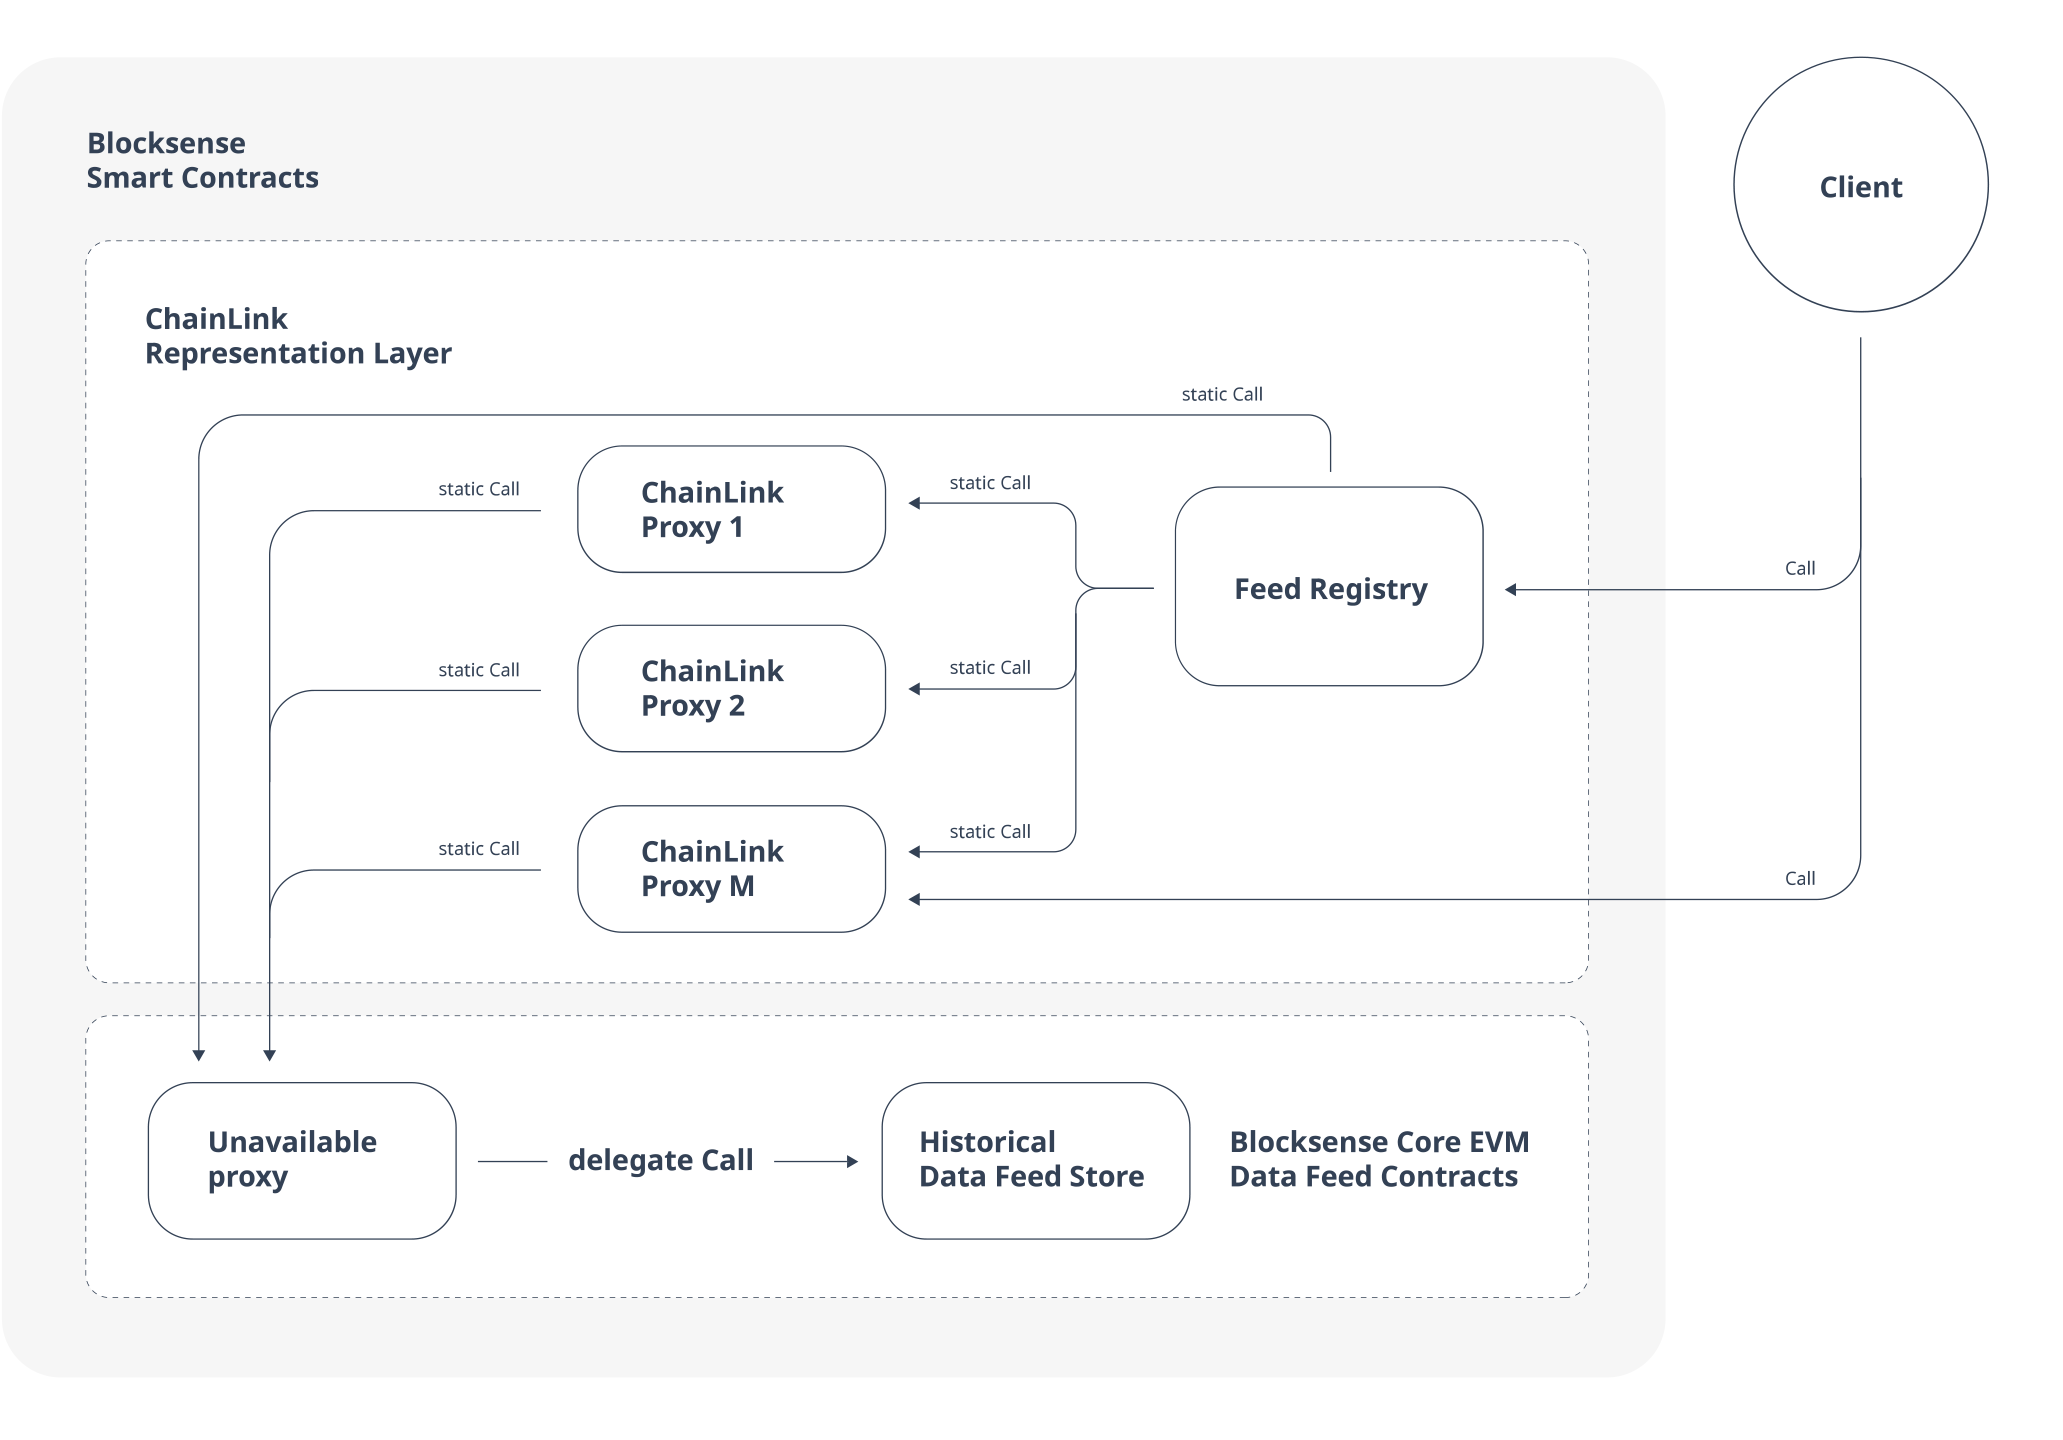 Blocksense
Smart Contracts
Client
ChainLink
Representation Layer
static Call
static Call
ChainLink
Proxy 1
static Call
Feed Registry
Call
static Call
ChainLink
Proxy 2
static Call
static Call
ChainLink
Proxy M
static Call
Call
Unavailable
proxy
delegate Call
Historical
Data Feed Store
Blocksense Core EVM
Data Feed Contracts